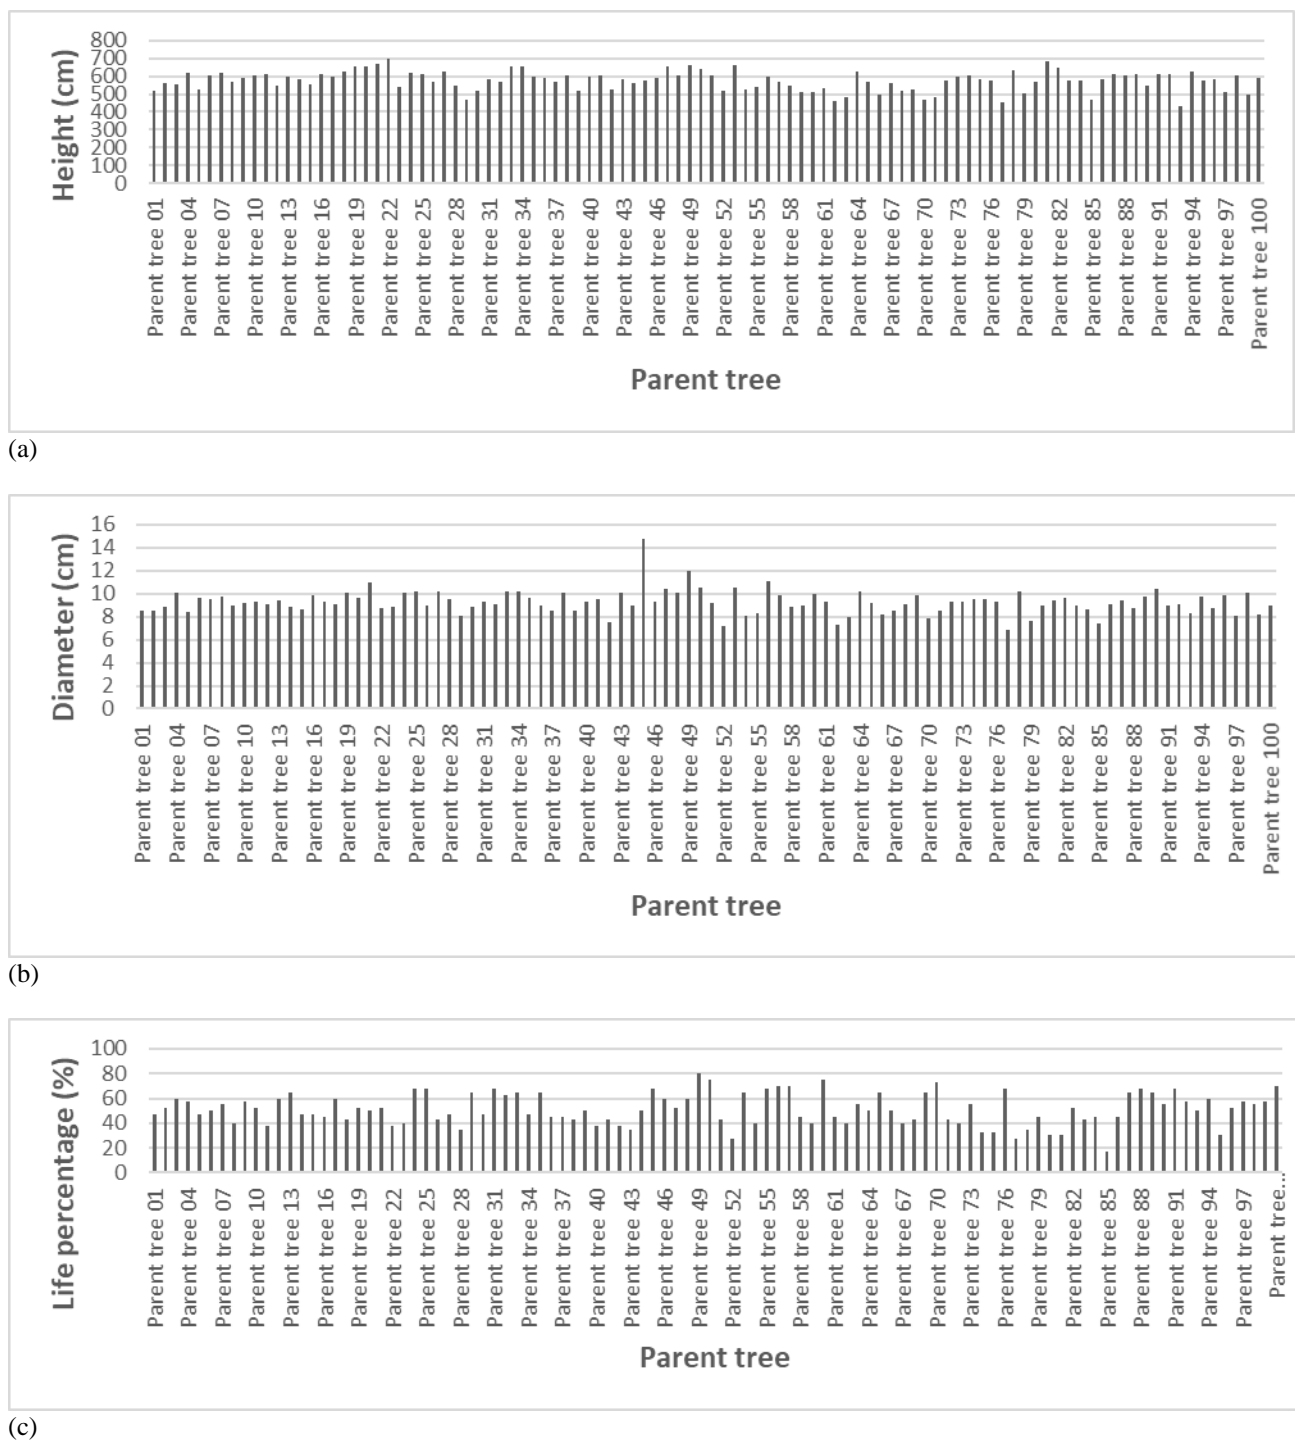 800
700
600
500
400
300
200
100
0
Height (cm)
Parent tree 01
Parent tree 04
Parent tree 07
Parent tree 10
Parent tree 13
Parent tree 16
Parent tree 19
Parent tree 22
Parent tree 25
Parent tree 28
Parent tree 31
Parent tree 34
Parent tree 37
Parent tree 40
Parent tree 43
Parent tree 46
Parent tree 49
Parent tree 52
Parent tree 55
Parent tree 58
Parent tree 61
Parent tree 64
Parent tree 67
Parent tree 70
Parent tree 73
Parent tree 76
Parent tree 79
Parent tree 82
Parent tree 85
Parent tree 88
Parent tree 91
Parent tree 94
Parent tree 97
Parent tree 100
Parent tree
(a)
16
14
12
10
8
6
4
2
0
Diameter (cm)
Parent tree 01
Parent tree 04
Parent tree 07
Parent tree 10
Parent tree 13
Parent tree 16
Parent tree 19
Parent tree 22
Parent tree 25
Parent tree 28
Parent tree 31
Parent tree 34
Parent tree 37
Parent tree 40
Parent tree 43
Parent tree 46
Parent tree 49
Parent tree 52
Parent tree 55
Parent tree 58
Parent tree 61
Parent tree 64
Parent tree 67
Parent tree 70
Parent tree 73
Parent tree 76
Parent tree 79
Parent tree 82
Parent tree 85
Parent tree 88
Parent tree 91
Parent tree 94
Parent tree 97
Parent tree 100
Parent tree
(b)
100
80
60
40
20
0
Life percentage (%)
Parent tree 01
Parent tree 04
Parent tree 07
Parent tree 10
Parent tree 13
Parent tree 16
Parent tree 19
Parent tree 22
Parent tree 25
Parent tree 28
Parent tree 31
Parent tree 34
Parent tree 37
Parent tree 40
Parent tree 43
Parent tree 46
Parent tree 49
Parent tree 52
Parent tree 55
Parent tree 58
Parent tree 61
Parent tree 64
Parent tree 67
Parent tree 70
Parent tree 73
Parent tree 76
Parent tree 79
Parent tree 82
Parent tree 85
Parent tree 88
Parent tree 91
Parent tree 94
Parent tree 97
Parent tree...
Parent tree
(c)